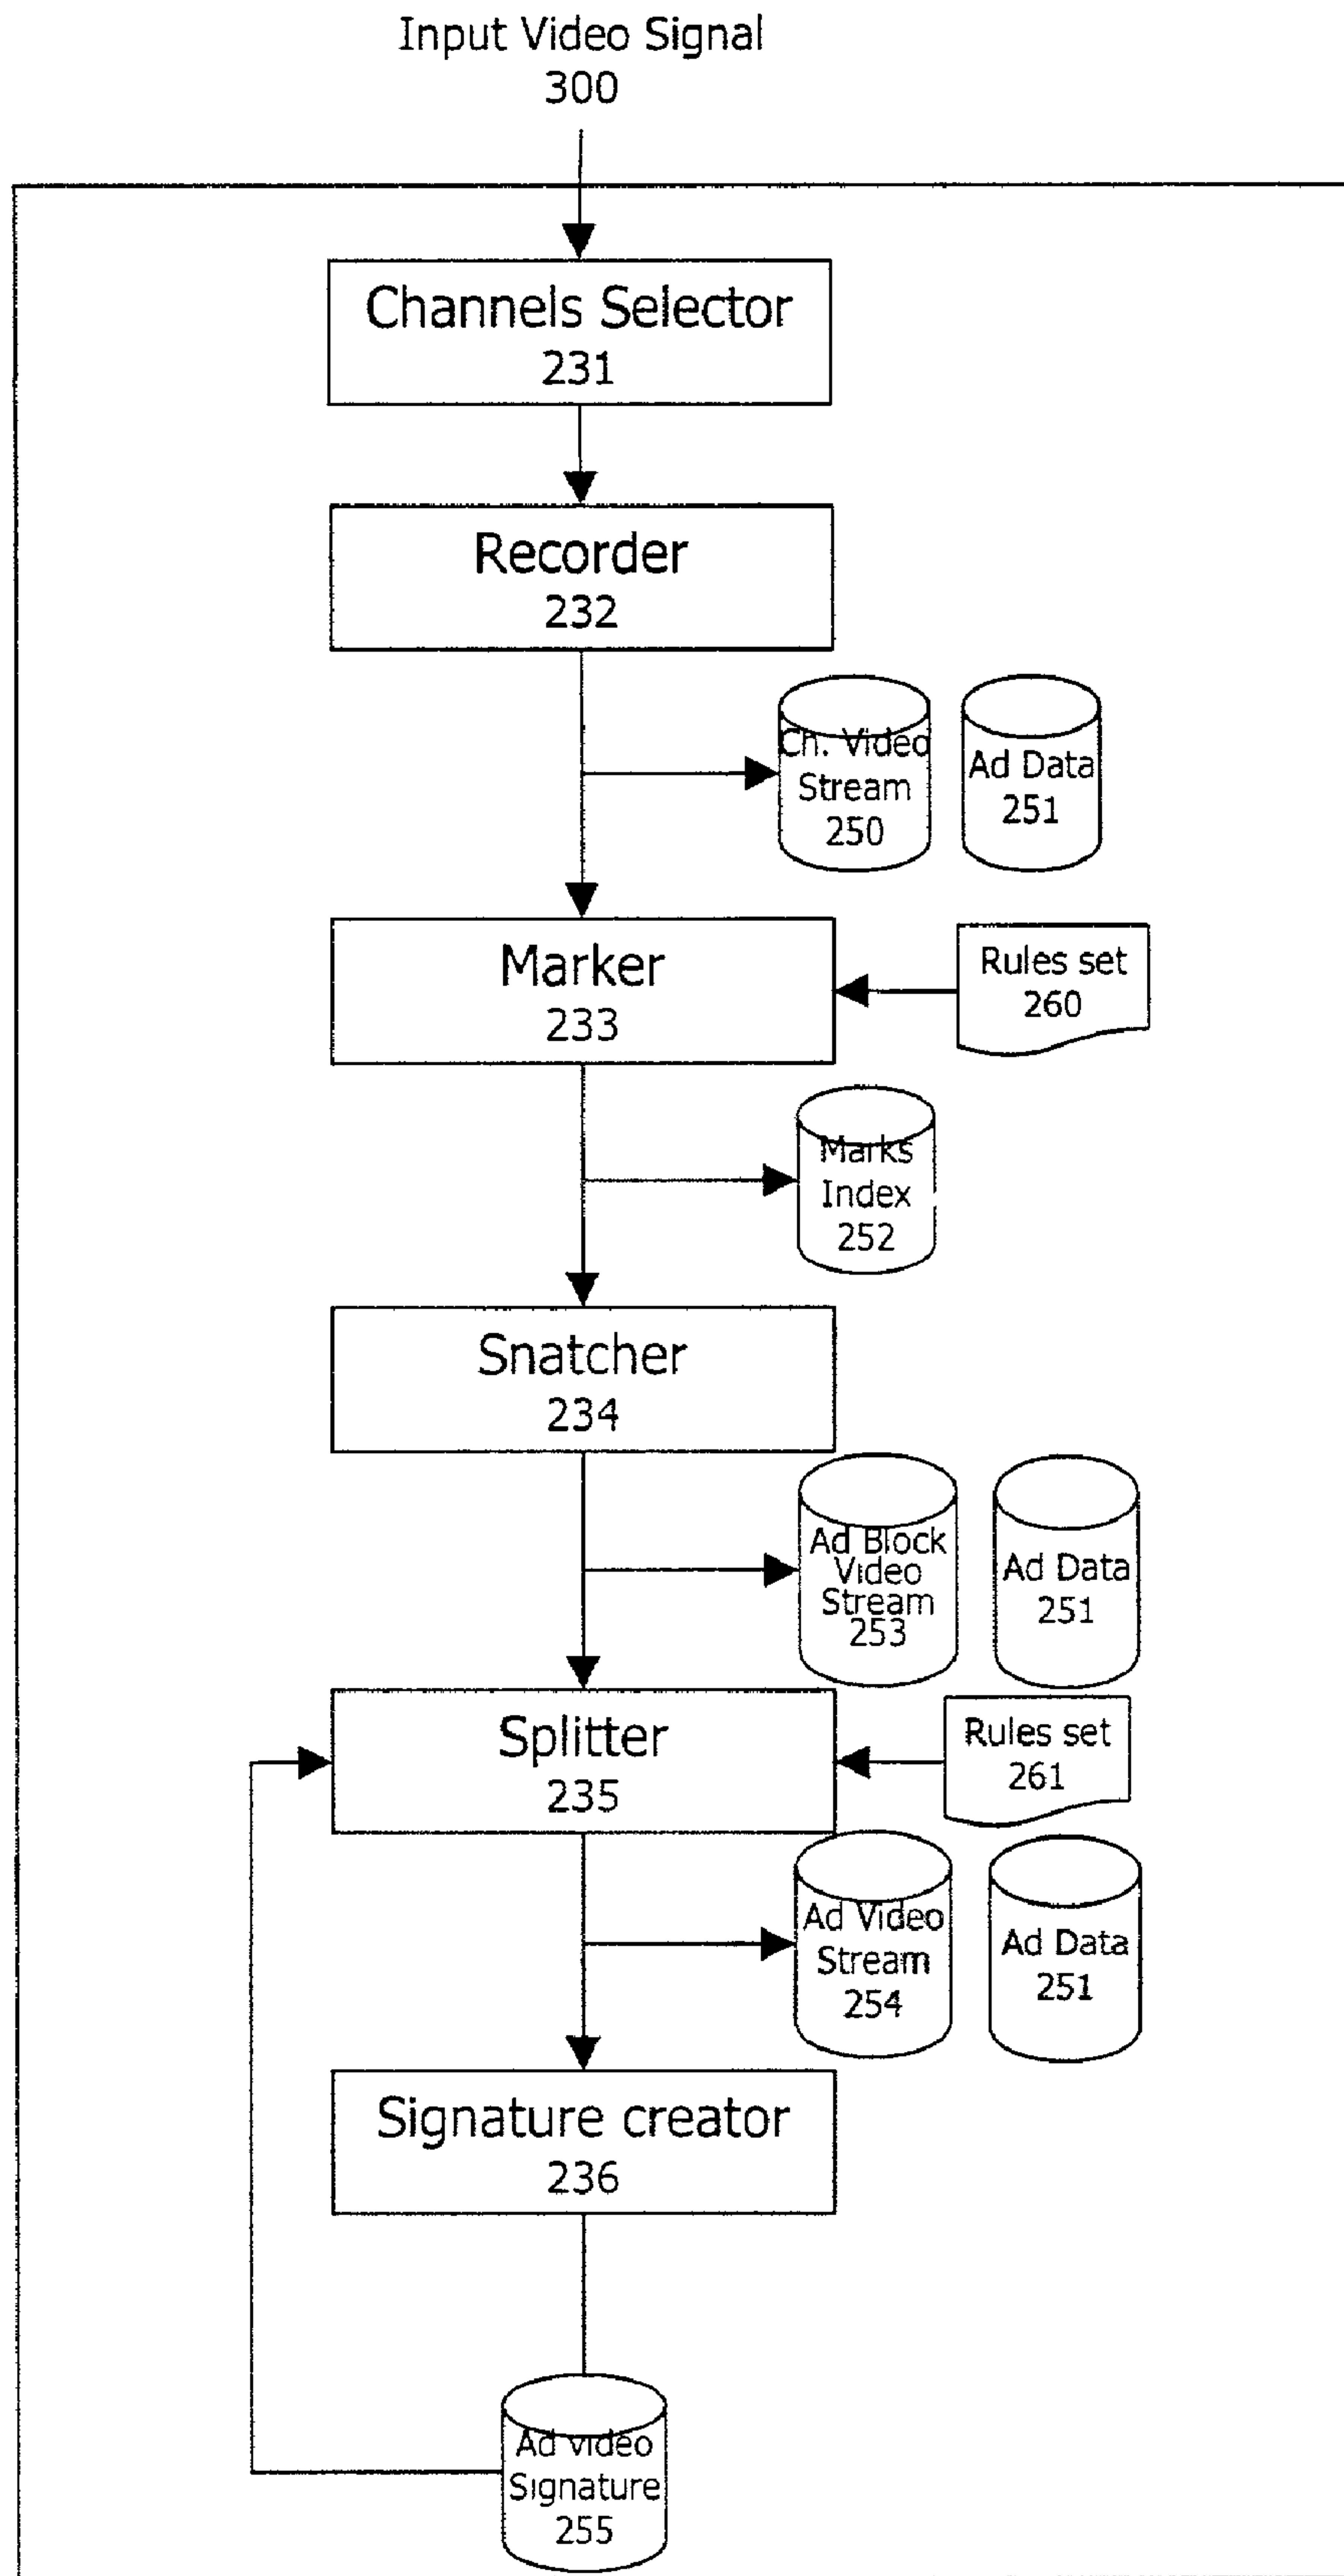 Input Video Signal
300
Channels Selector
231
Recorder
232
Ch. Video
Stream
250
Ad Data
251
Marker
233
Rules set
260
Marks
Index
252
Snatcher
234
Ad Block
Video
Stream
253
Ad Data
251
Splitter
235
Rules set
261
Ad Video
Stream
254
Ad Data
251
Signature creator
236
Ad video
Signature
255